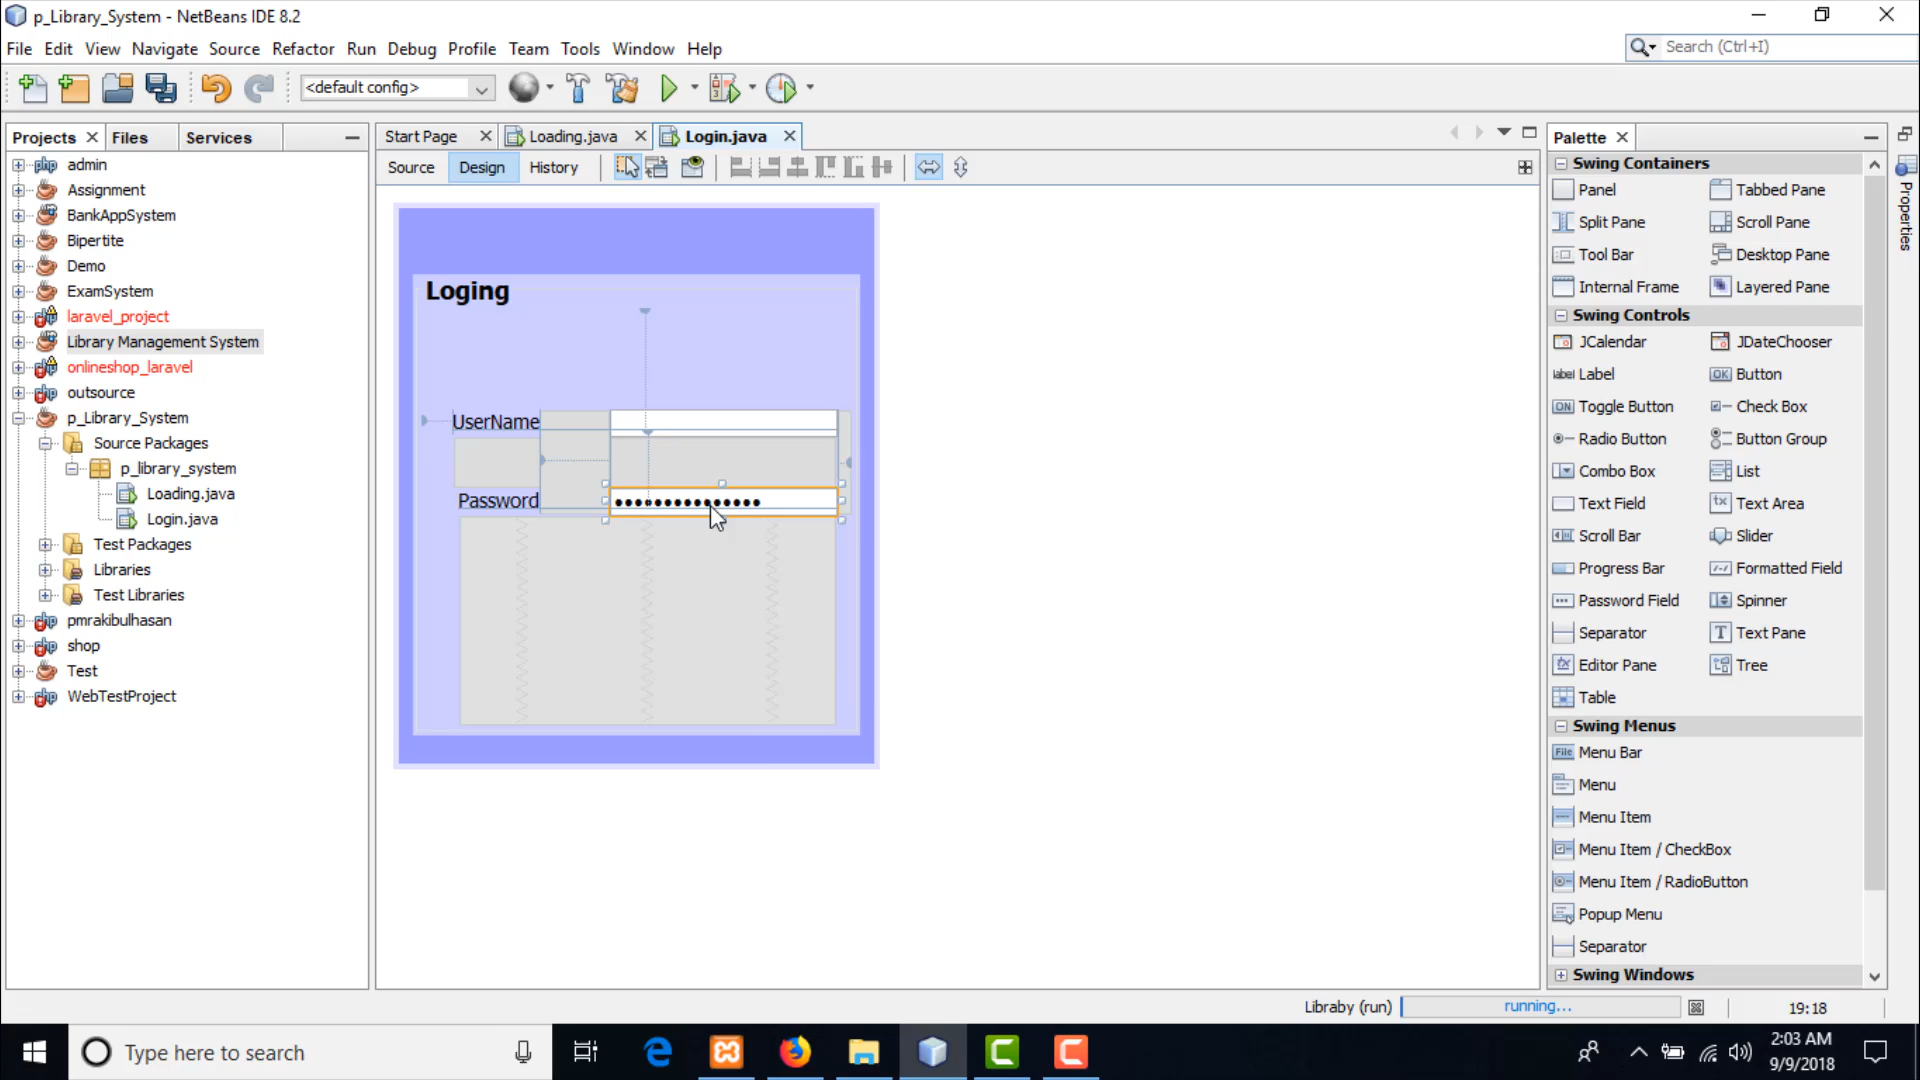 p_Library_System - NetBeans IDE 8.2
File Edit View Navigate Source Refactor Run Debug Profile Team Tools Window Help
Search (Ctrl+I)
<default config>
Projects Files Services
Start Page Loading.java Login.java
Palette
Source Design History
Properties
admin
Assignment
BankAppSystem
Bipertite
Demo
ExamSystem
laravel_project
Library Management System
onlineshop_laravel
outsource
p_Library_System
Source Packages
p_library_system
Loading.java
Login.java
Test Packages
Libraries
Test Libraries
pmrakibulhasan
shop
Test
WebTestProject
Loging
UserName
Password
Swing Containers
Panel Tabbed Pane
Split Pane Scroll Pane
Tool Bar Desktop Pane
Internal Frame Layered Pane
Swing Controls
JCalendar JDateChooser
label Label OK Button
ON Toggle Button Check Box
Radio Button Button Group
Combo Box List
Text Field Text Area
Scroll Bar Slider
Progress Bar Formatted Field
Password Field Spinner
Separator Text Pane
Editor Pane Tree
Table
Swing Menus
File Menu Bar
Menu
Menu Item
Menu Item / CheckBox
Menu Item / RadioButton
Popup Menu
Separator
Swing Windows
Libraby (run) running... 19:18
Type here to search
2:03 AM
9/9/2018